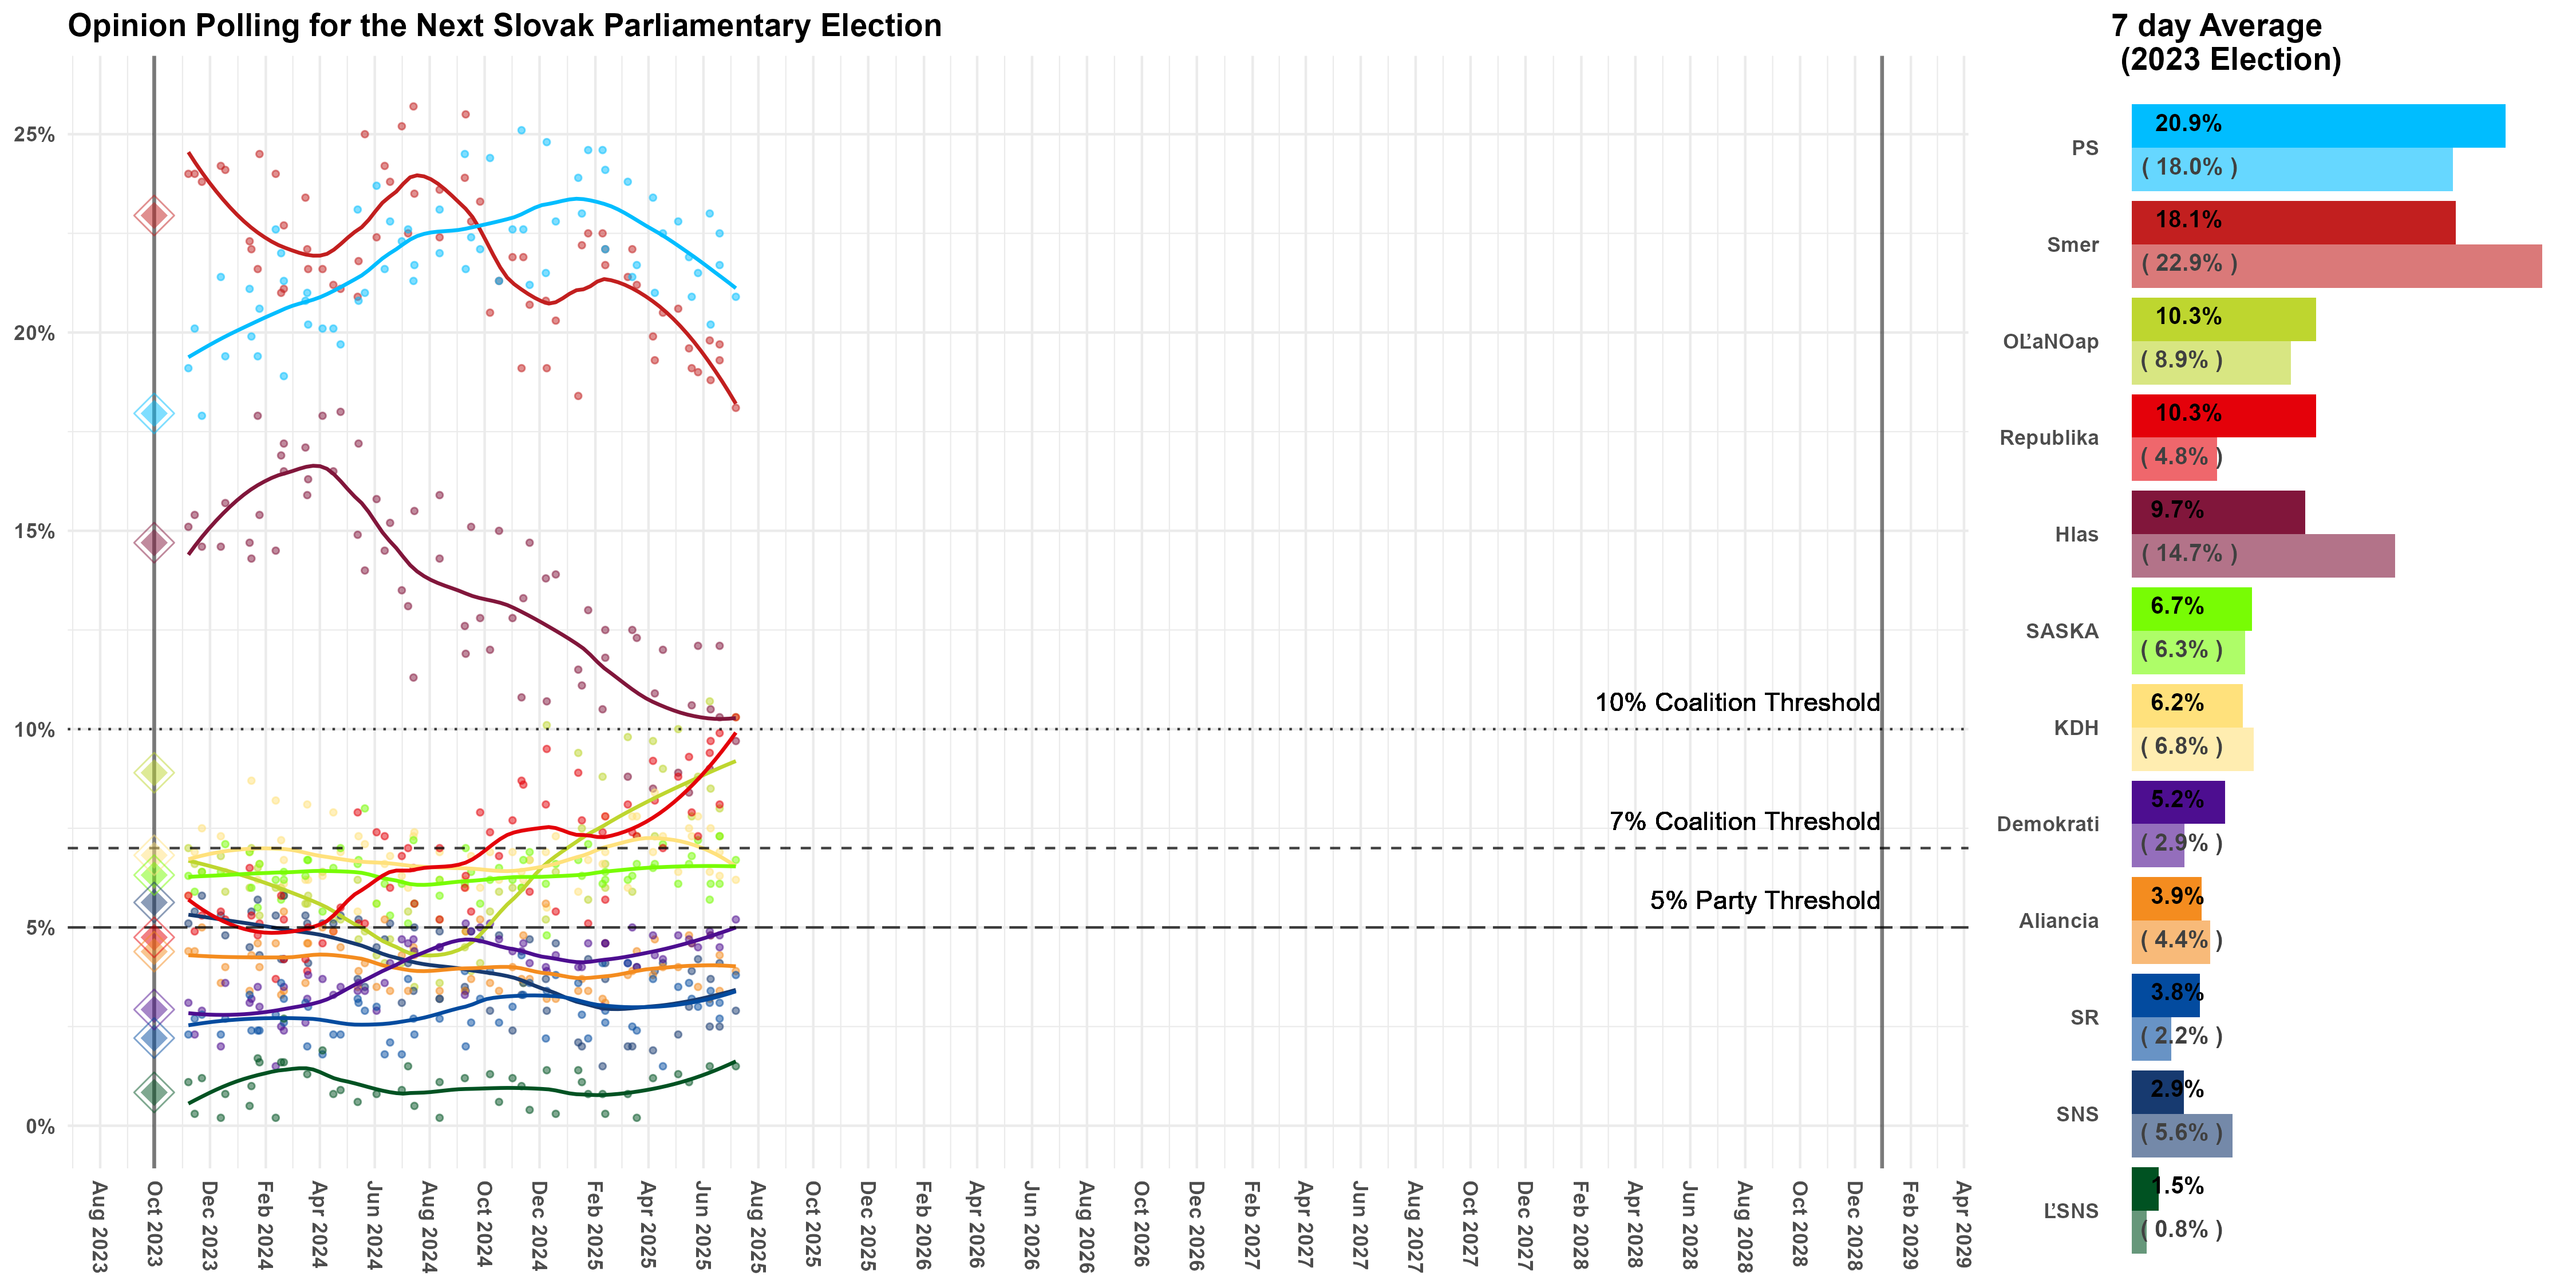 Opinion Polling for the Next Slovak Parliamentary Election
7 day Average
(2023 Election)
25%
20%
15%
10%
5%
0%
10% Coalition Threshold
7% Coalition Threshold
5% Party Threshold
Aug 2023
Oct 2023
Dec 2023
Feb 2024
Apr 2024
Jun 2024
Aug 2024
Oct 2024
Dec 2024
Feb 2025
Apr 2025
Jun 2025
Aug 2025
Oct 2025
Dec 2025
Feb 2026
Apr 2026
Jun 2026
Aug 2026
Oct 2026
Dec 2026
Feb 2027
Apr 2027
Jun 2027
Aug 2027
Oct 2027
Dec 2027
Feb 2028
Apr 2028
Jun 2028
Aug 2028
Oct 2028
Dec 2028
Feb 2029
Apr 2029
PS
20.9%
( 18.0% )
Smer
18.1%
( 22.9% )
OĽaNOap
10.3%
( 8.9% )
Republika
10.3%
( 4.8% )
Hlas
9.7%
( 14.7% )
SASKA
6.7%
( 6.3% )
KDH
6.2%
( 6.8% )
Demokrati
5.2%
( 2.9% )
Aliancia
3.9%
( 4.4% )
SR
3.8%
( 2.2% )
SNS
2.9%
( 5.6% )
ĽSNS
1.5%
( 0.8% )